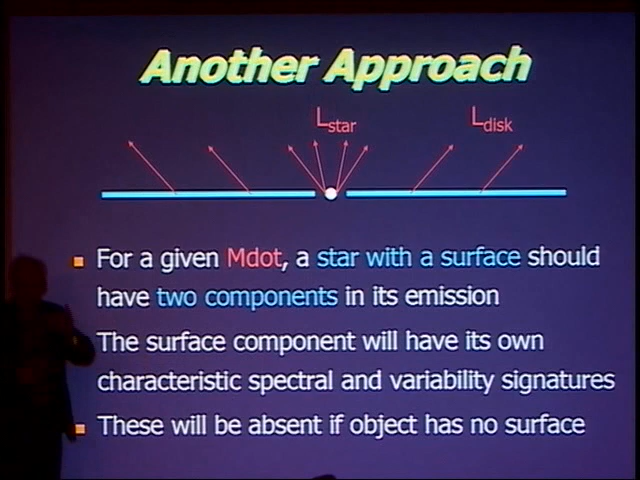 Another Approach
Lstar
Ldisk
For a given Mdot, a star with a surface should
have two components in its emission
The surface component will have its own
characteristic spectral and variability signatures
These will be absent if object has no surface